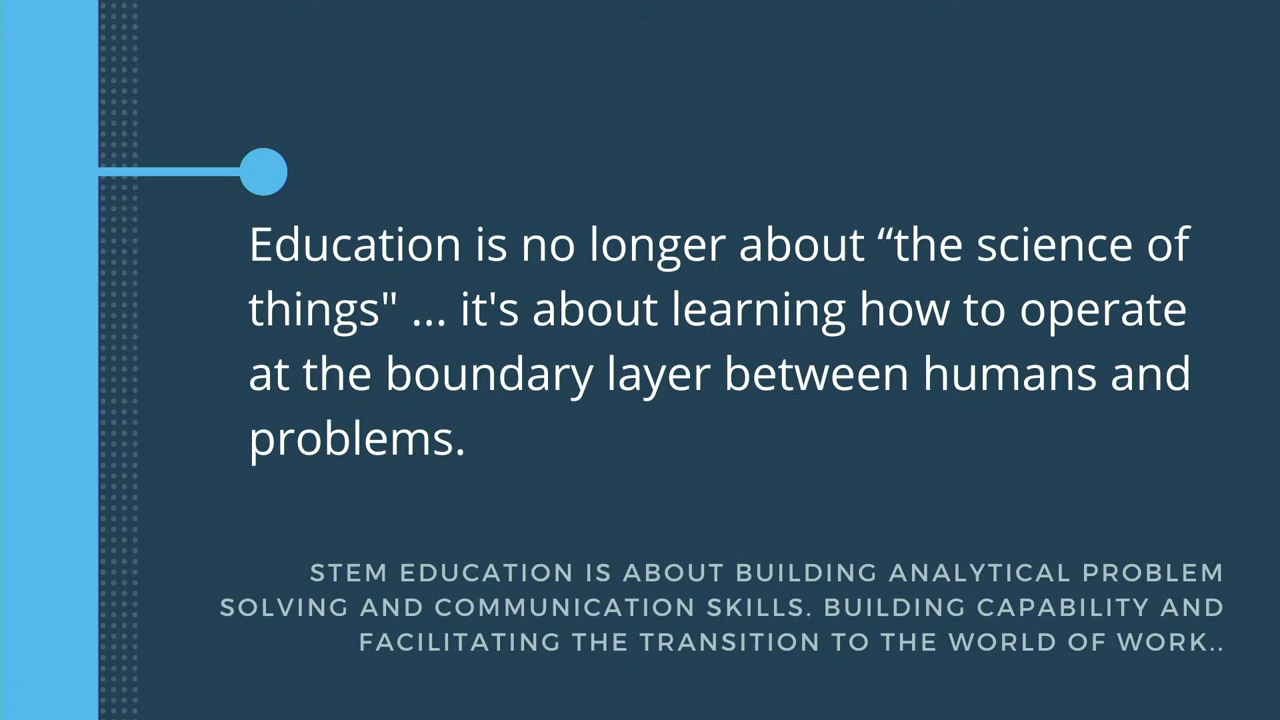 Education is no longer about “the science of
things" ... it's about learning how to operate
at the boundary layer between humans and
problems.
STEM EDUCATION IS ABOUT BUILDING ANALYTICAL PROBLEM
SOLVING AND COMMUNICATION SKILLS. BUILDING CAPABILITY AND
FACILITATING THE TRANSITION TO THE WORLD OF WORK..